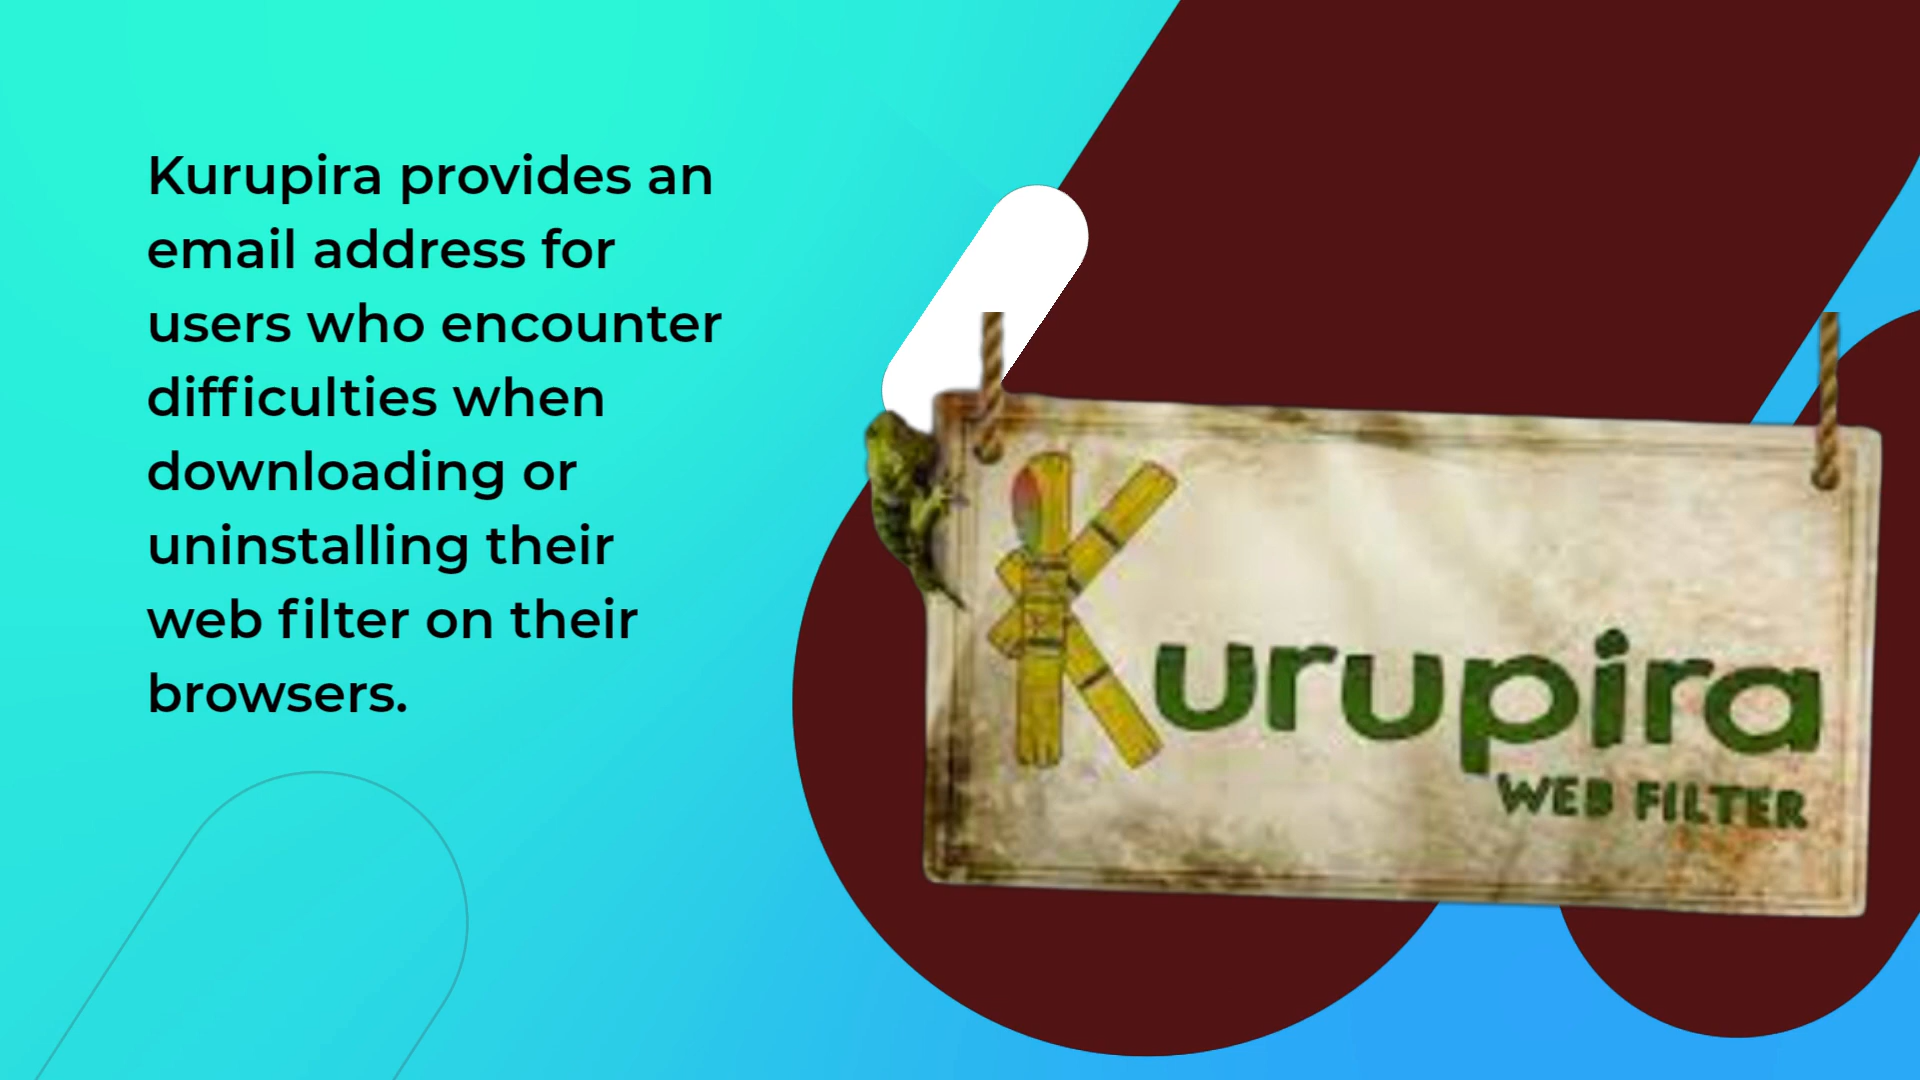 Kurupira provides an
email address for
users who encounter
difficulties when
downloading or
uninstalling their
web filter on their
browsers.
Kurupira
WEB FILTER